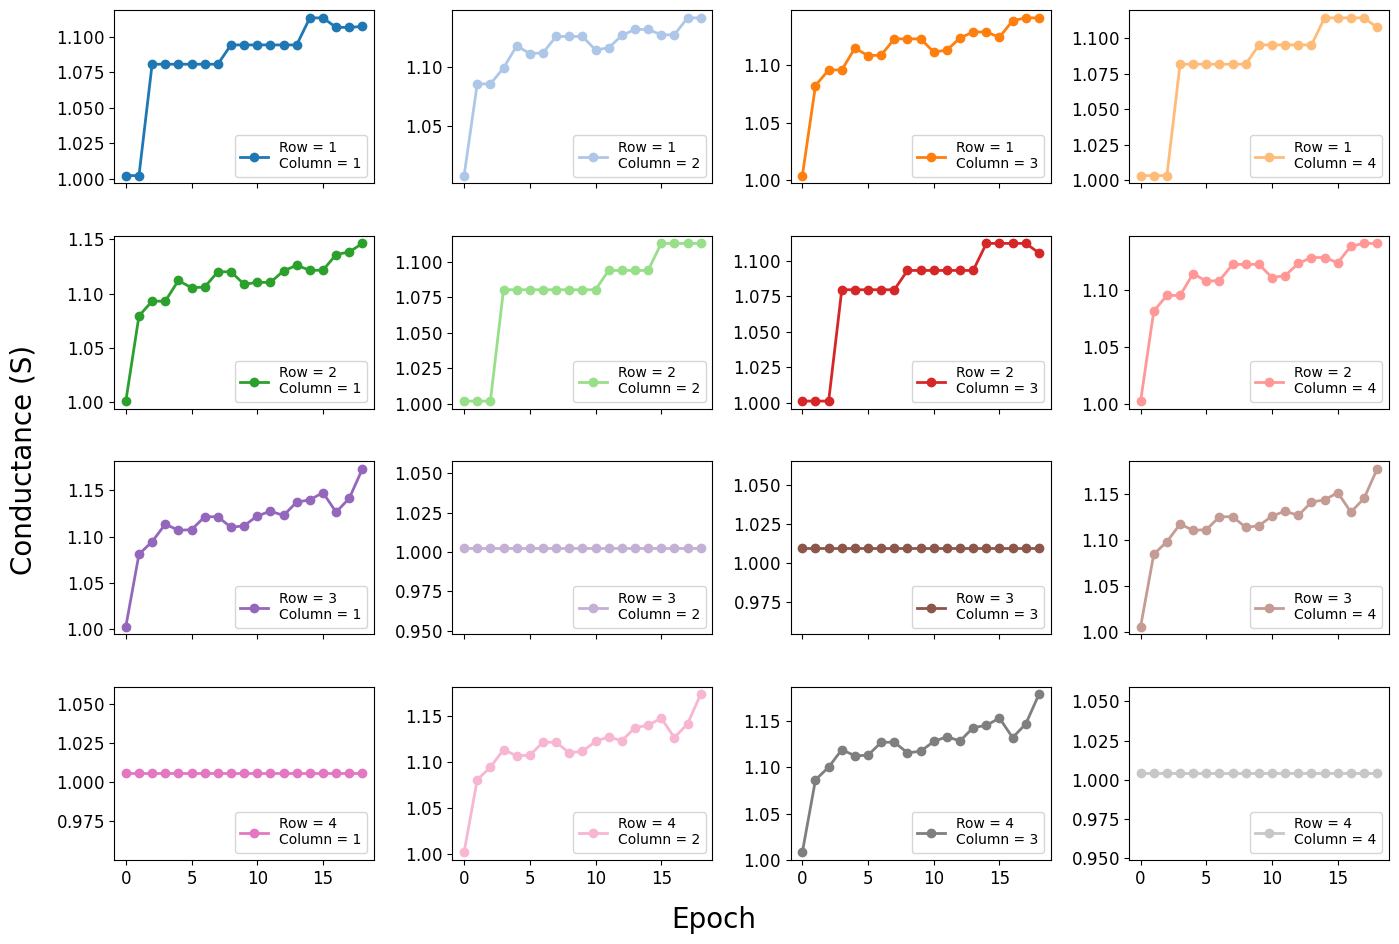 1.100
1.075
1.050
1.025
1.000
Row = 1
Column = 1
1.10
1.05
Row = 1
Column = 2
1.10
1.05
1.00
Row = 1
Column = 3
1.100
1.075
1.050
1.025
1.000
Row = 1
Column = 4
1.15
1.10
1.05
1.00
Row = 2
Column = 1
1.100
1.075
1.050
1.025
1.000
Row = 2
Column = 2
1.100
1.075
1.050
1.025
1.000
Row = 2
Column = 3
1.10
1.05
1.00
Row = 2
Column = 4
Conductance (S)
1.15
1.10
1.05
1.00
Row = 3
Column = 1
1.050
1.025
1.000
0.975
0.950
Row = 3
Column = 2
1.050
1.025
1.000
0.975
Row = 3
Column = 3
1.15
1.10
1.05
1.00
Row = 3
Column = 4
1.050
1.025
1.000
0.975
Row = 4
Column = 1
0 5 10 15
1.15
1.10
1.05
1.00
Row = 4
Column = 2
0 5 10 15
1.15
1.10
1.05
1.00
Row = 4
Column = 3
0 5 10 15
1.050
1.025
1.000
0.975
0.950
Row = 4
Column = 4
0 5 10 15
Epoch